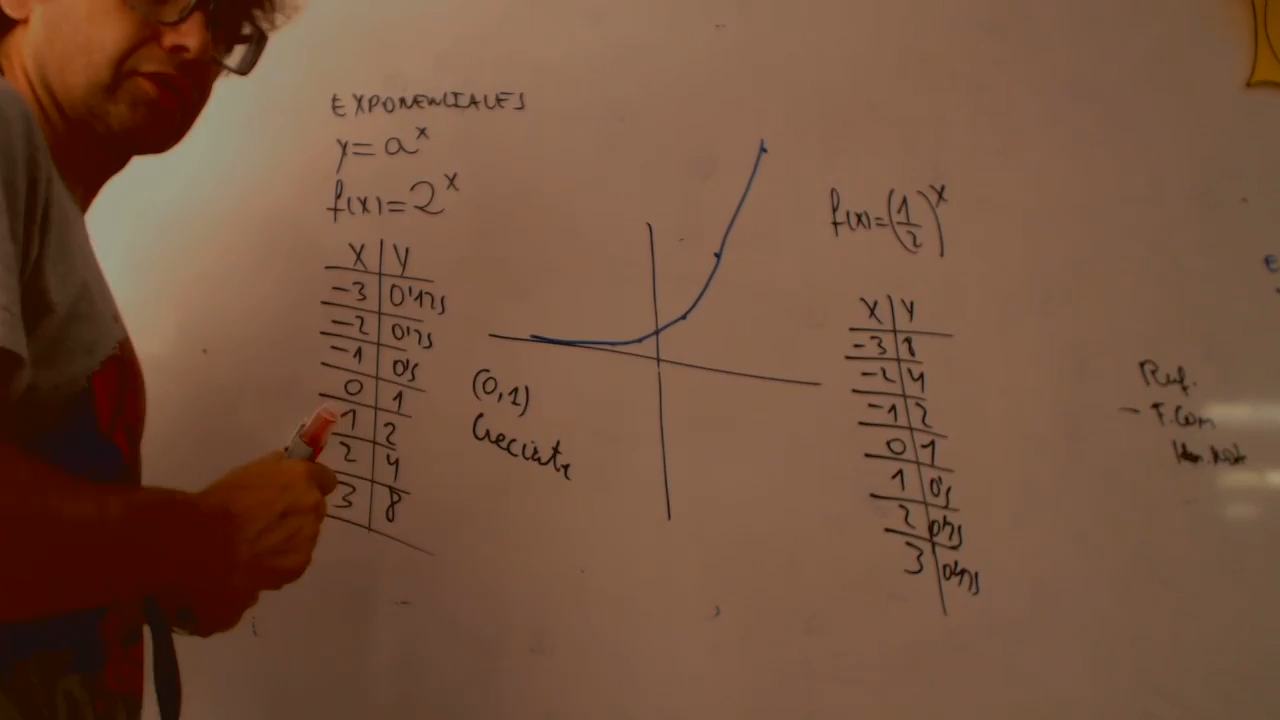 EXPONENCIALES
y=a^x
f(x)=2^x
X Y
-3 0'125
-2 0'25
-1 0'5
0 1
1 2
2 4
3 8
(0,1)
Creciente
f(x)=(1/2)^x
X Y
-3 8
-2 4
-1 2
0 1
1 0'5
2 0'25
3 0'125